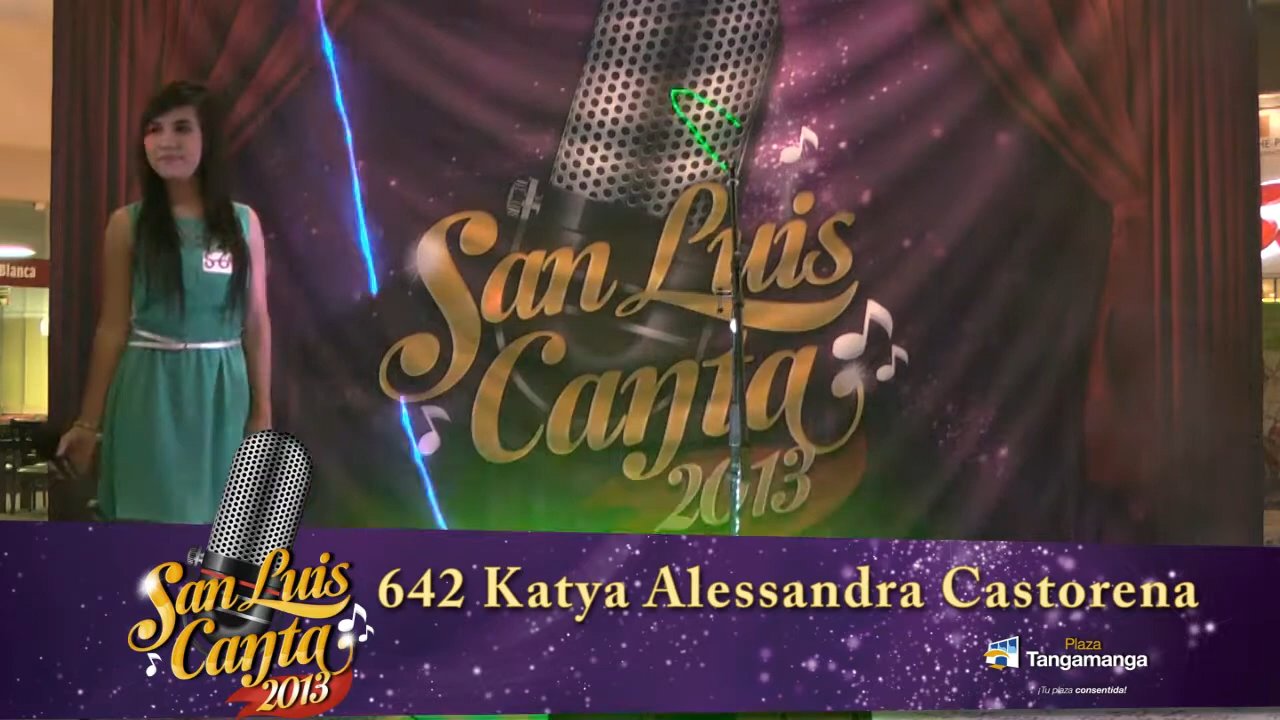 Blanca
San Luis
Canta
2013
San Luis
Canta
2013
642 Katya Alessandra Castorena
Plaza
Tangamanga
¡Tu plaza consentida!